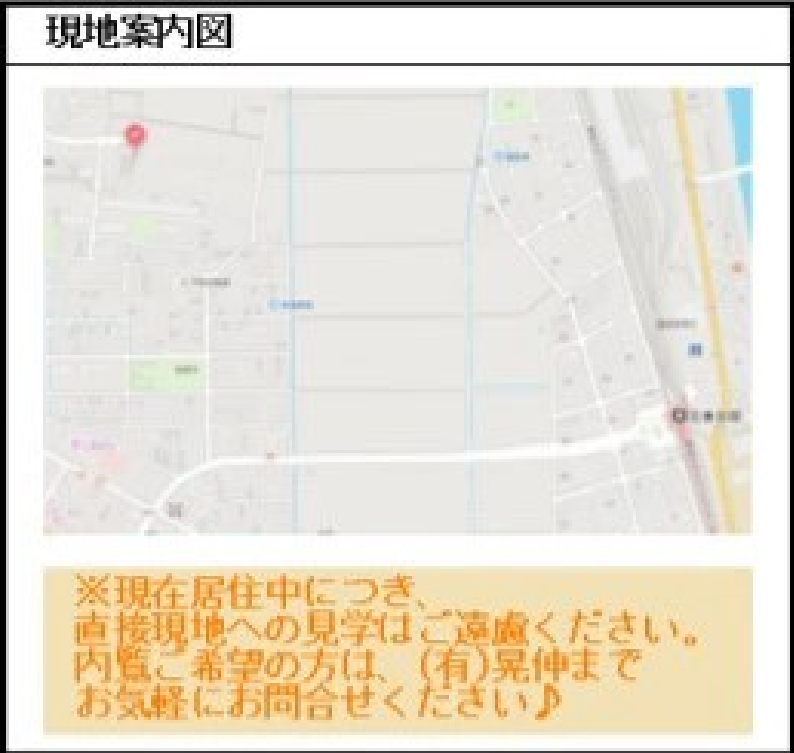 現地案内図
※現在居住中につき、
直接現地への見学はご遠慮ください。
内覧ご希望の方は、(有)晃仲まで
お気軽にお問合せください♪